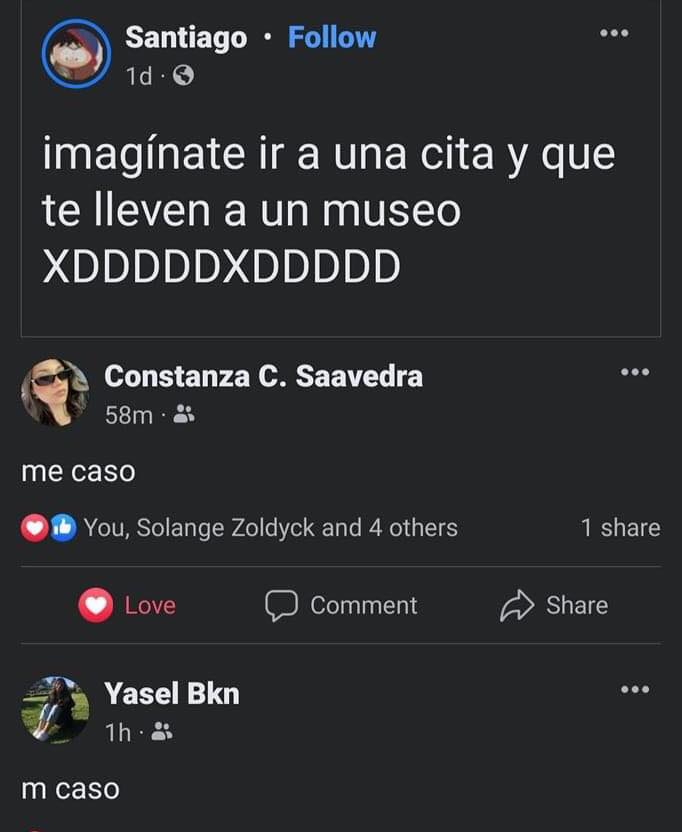 Santiago • Follow
1d ·
imagínate ir a una cita y que
te lleven a un museo
XDDDDDXDDDDD
Constanza C. Saavedra
58m ·
me caso
You, Solange Zoldyck and 4 others 1 share
Love Comment Share
Yasel Bkn
1h ·
m caso